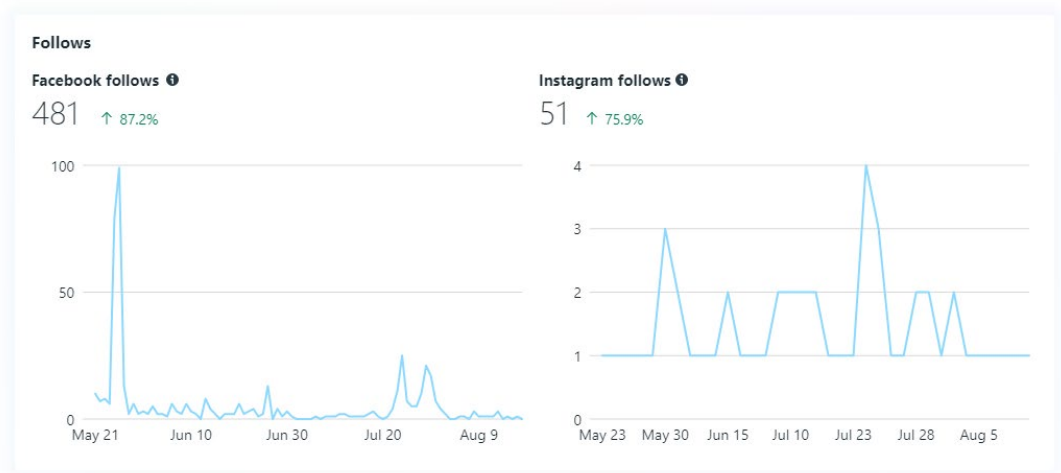 Follows
Facebook follows
481 ↑ 87.2%
100
50
0
May 21 Jun 10 Jun 30 Jul 20 Aug 9
Instagram follows
51 ↑ 75.9%
4
3
2
1
0
May 23 May 30 Jun 15 Jul 10 Jul 23 Jul 28 Aug 5